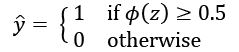 ŷ = { 1 if ϕ(z) ≥ 0.5
0 otherwise